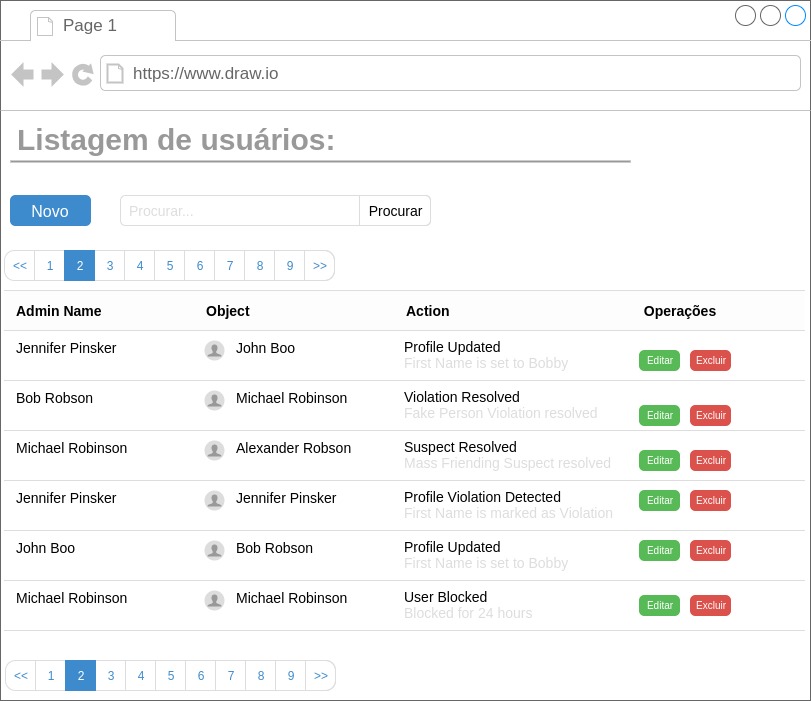 Page 1
https://www.draw.io
Listagem de usuários:
Novo Procurar... Procurar
<< 1 2 3 4 5 6 7 8 9 >>
Admin Name Object Action Operações
Jennifer Pinsker John Boo Profile Updated
First Name is set to Bobby Editar Excluir
Bob Robson Michael Robinson Violation Resolved
Fake Person Violation resolved Editar Excluir
Michael Robinson Alexander Robson Suspect Resolved
Mass Friending Suspect resolved Editar Excluir
Jennifer Pinsker Jennifer Pinsker Profile Violation Detected Editar Excluir
First Name is marked as Violation
John Boo Bob Robson Profile Updated Editar Excluir
First Name is set to Bobby
Michael Robinson Michael Robinson User Blocked Editar Excluir
Blocked for 24 hours
<< 1 2 3 4 5 6 7 8 9 >>